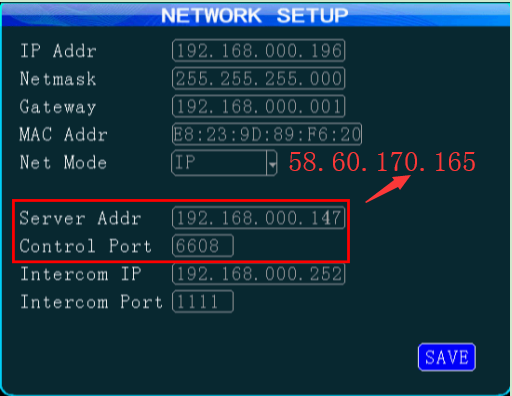 NETWORK SETUP
IP Addr 192.168.000.196
Netmask 255.255.255.000
Gateway 192.168.000.001
MAC Addr E8:23:9D:89:F6:20
Net Mode IP 58.60.170.165
Server Addr 192.168.000.147
Control Port 6608
Intercom IP 192.168.000.252
Intercom Port 1111
SAVE